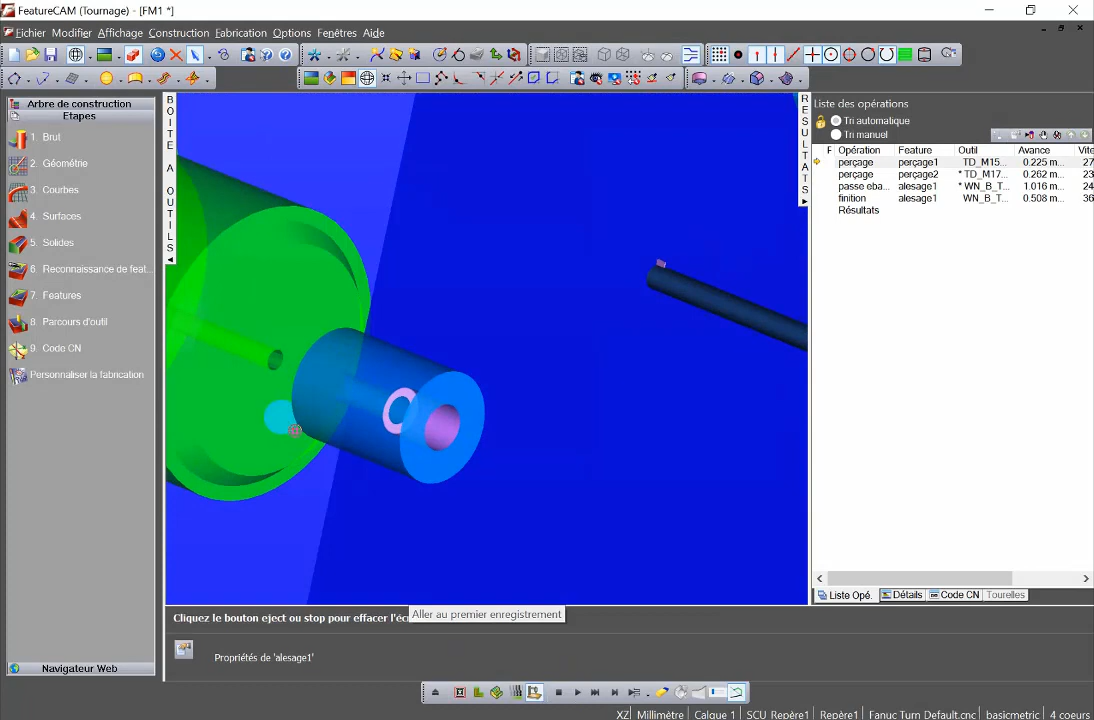 FeatureCAM (Tournage) - [FM1 *]
Fichier Modifier Affichage Construction Fabrication Options Fenêtres Aide
Arbre de construction
Etapes
1. Brut
2. Géométrie
3. Courbes
4. Surfaces
5. Solides
6. Reconnaissance de feat...
7. Features
8. Parcours d'outil
9. Code CN
Personnaliser la fabrication
Navigateur Web
BOITE A OUTILS
RESULTATS
Liste des opérations
Tri automatique
Tri manuel
F Opération Feature Outil Avance Vite
perçage perçage1 TD_M15... 0.225 m... 27
perçage perçage2 * TD_M17... 0.262 m... 23
passe eba... alesage1 * WN_B_T... 1.016 m... 24
finition alesage1 WN_B_T... 0.508 m... 36
Résultats
Liste Opé. Détails Code CN Tourelles
Cliquez le bouton eject ou stop pour effacer l'éc
Aller au premier enregistrement
Propriétés de 'alesage1'
XZ Millimètre Calque 1 SCU_Repère1 Repère1 Fanuc Turn_Default.cnc basicmetric 4 coeurs